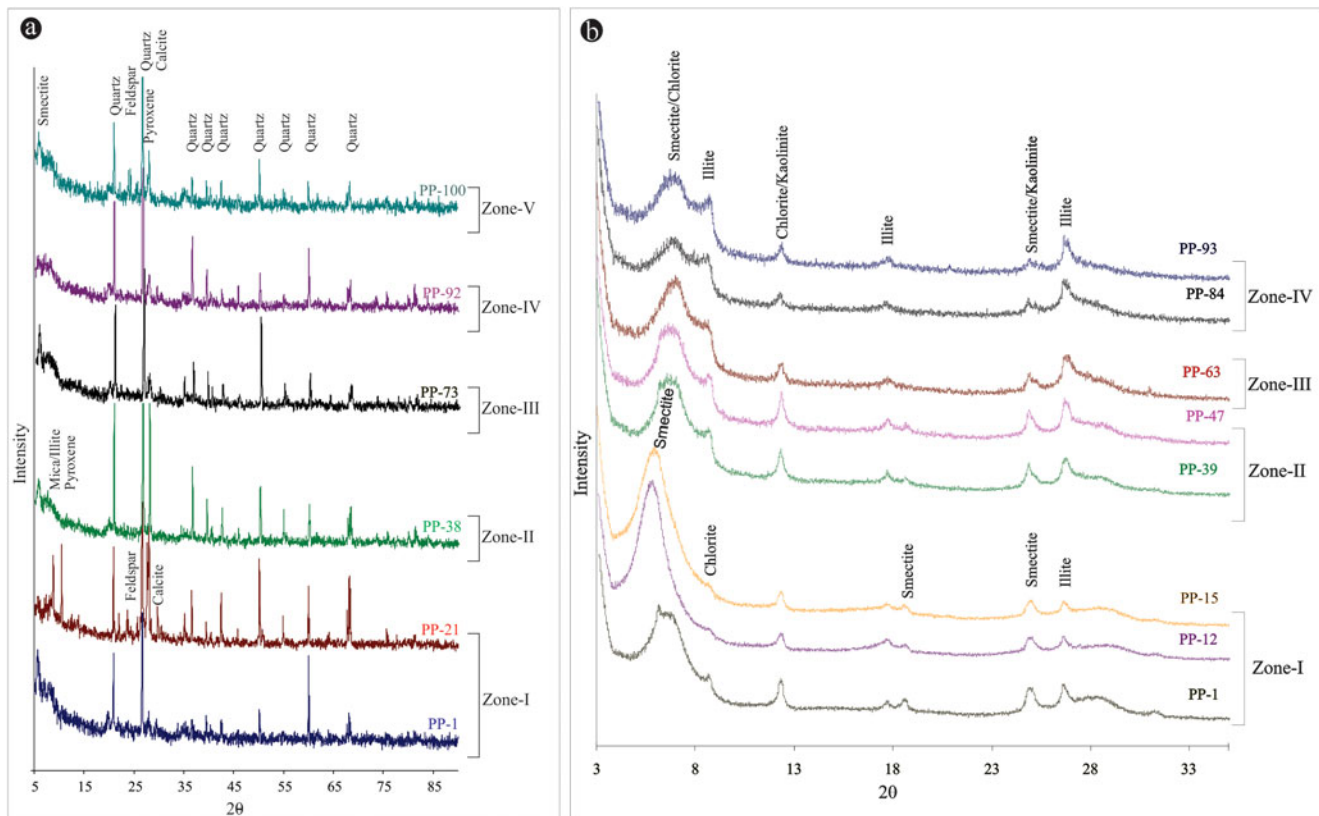 a
Quartz
Calcite
Smectite
Quartz
Feldspar
Pyroxene
Quartz
Quartz
Quartz
Quartz
Quartz
Quartz
Quartz
PP-100
Zone-V
PP-92
Zone-IV
PP-73
Zone-III
Mica/Illite
Pyroxene
PP-38
Zone-II
Feldspar
Calcite
PP-21
PP-1
Zone-I
Intensity
5 15 25 35 45 55 65 75 85
2θ
b
Smectite/Chlorite
Illite
Chlorite/Kaolinite
Illite
Smectite/Kaolinite
Illite
PP-93
PP-84
Zone-IV
PP-63
Zone-III
PP-47
PP-39
Zone-II
Smectite
Chlorite
Smectite
Smectite
Illite
PP-15
PP-12
PP-1
Zone-I
Intensity
3 8 13 18 23 28 33
2θ